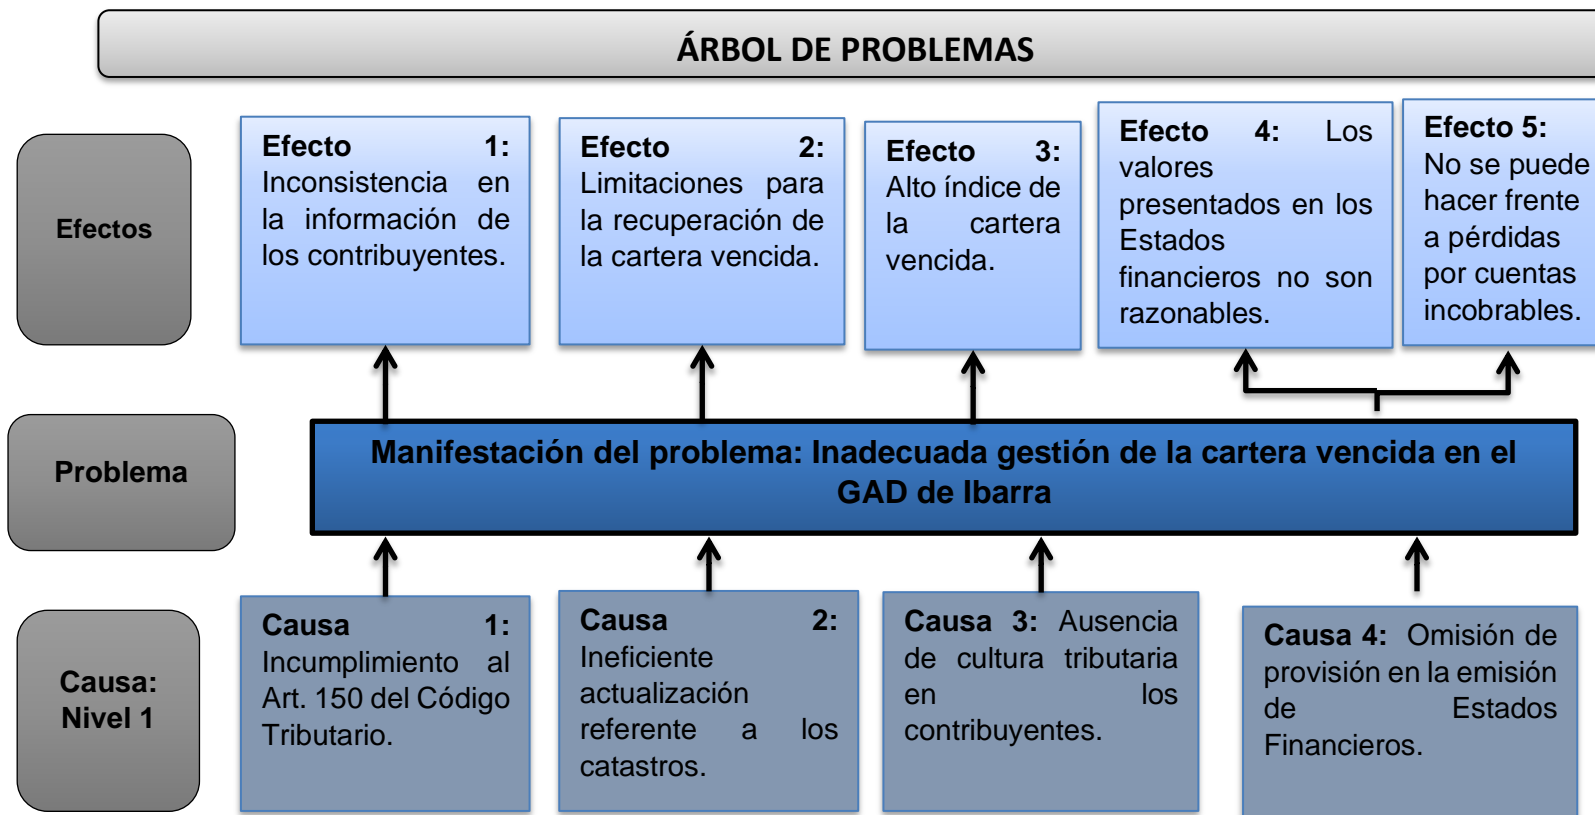 ÁRBOL DE PROBLEMAS
Efectos
Efecto 1:
Inconsistencia en
la información de
los contribuyentes.
Efecto 2:
Limitaciones para
la recuperación de
la cartera vencida.
Efecto 3:
Alto índice de
la cartera
vencida.
Efecto 4: Los
valores
presentados en los
Estados
financieros no son
razonables.
Efecto 5:
No se puede
hacer frente
a pérdidas
por cuentas
incobrables.
Problema
Manifestación del problema: Inadecuada gestión de la cartera vencida en el
GAD de Ibarra
Causa:
Nivel 1
Causa 1:
Incumplimiento al
Art. 150 del Código
Tributario.
Causa 2:
Ineficiente
actualización
referente a los
catastros.
Causa 3: Ausencia
de cultura tributaria
en los
contribuyentes.
Causa 4: Omisión de
provisión en la emisión
de Estados
Financieros.